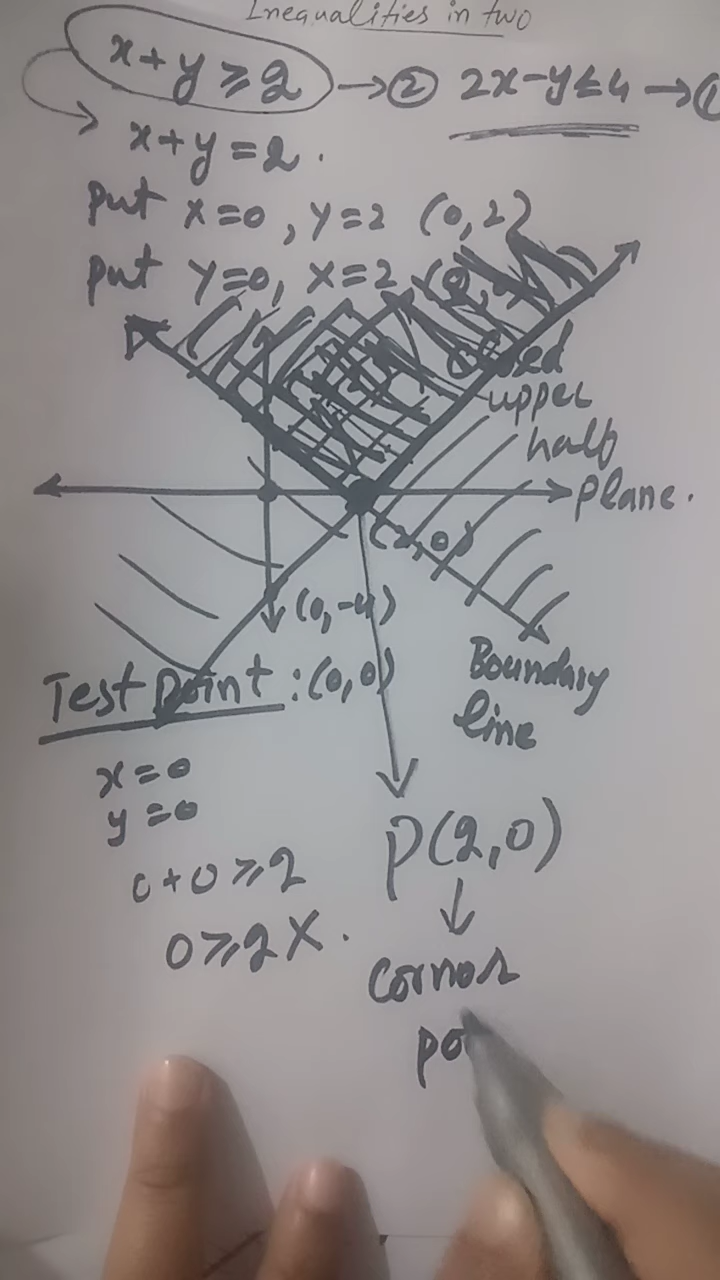 Inequalities in two
x+y⩾2 → ② 2x-y≤4 → ①
x+y=2.
Put x=0, y=2 (0,2)
Put y=0, x=2
closed
upper
half
plane.
(2,0)
(0,-4)
Test point :(0,0)
Boundary
line
x=0
y=0
0+0⩾2
0⩾2 X.
P(2,0)
↓
Corner
po